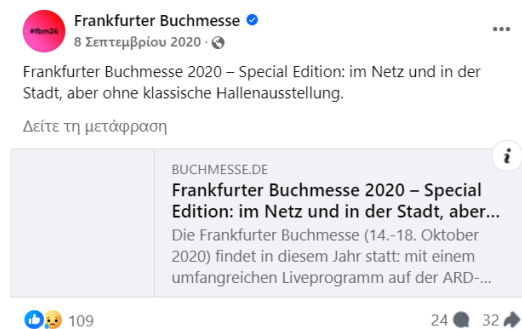 #fbm24
Frankfurter Buchmesse
8 Σεπτεμβρίου 2020 ·
Frankfurter Buchmesse 2020 – Special Edition: im Netz und in der
Stadt, aber ohne klassische Hallenausstellung.
Δείτε τη μετάφραση
i
BUCHMESSE.DE
Frankfurter Buchmesse 2020 – Special
Edition: im Netz und in der Stadt, aber...
Die Frankfurter Buchmesse (14.-18. Oktober
2020) findet in diesem Jahr statt: mit einem
umfangreichen Liveprogramm auf der ARD-...
109
24
32